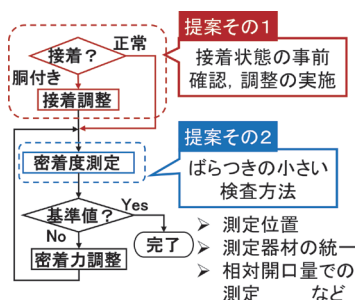 提案その1
接着？
正常
接着状態の事前
確認，調整の実施
胴付き
接着調整
提案その2
密着度測定
ばらつきの小さい
検査方法
基準値？
Yes
完了
No
密着力調整
➢ 測定位置
➢ 測定器材の統一
➢ 相対開口量での
測定 など